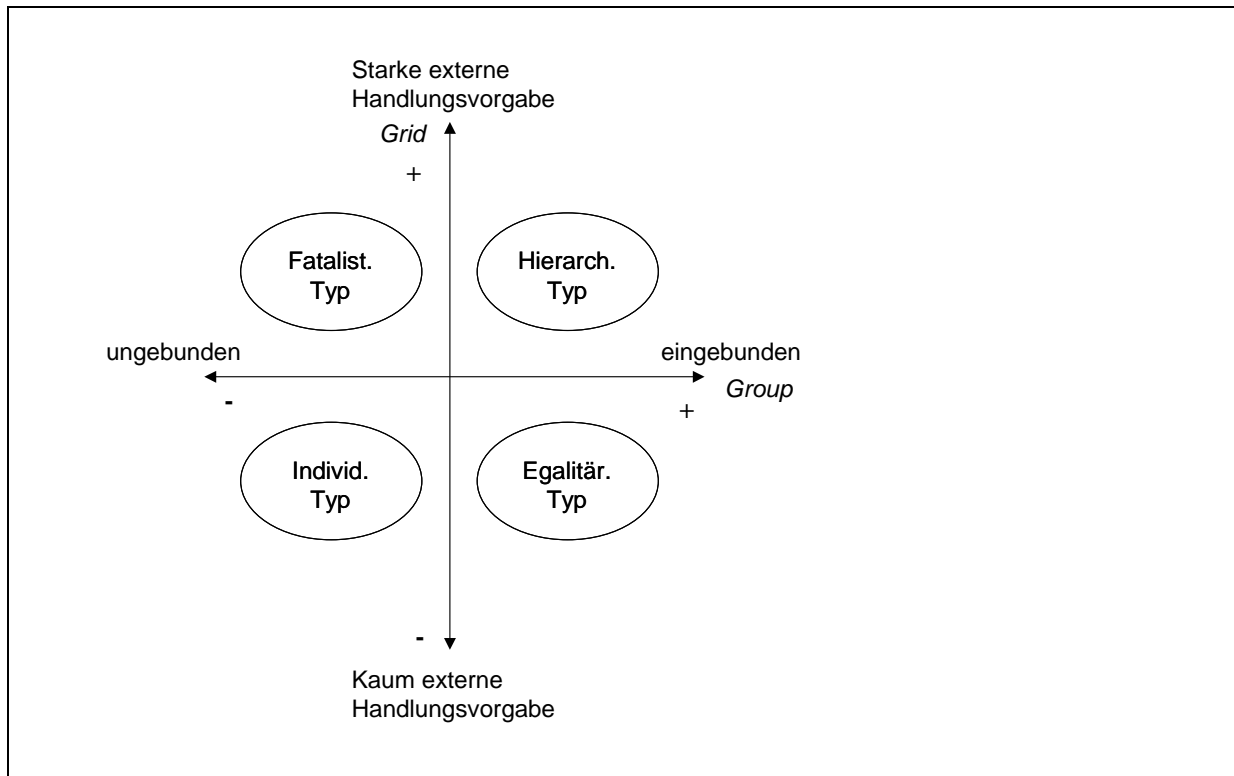 Starke externe
Handlungsvorgabe
Grid
+
Fatalist.
Typ
Hierarch.
Typ
ungebunden
eingebunden
-
Group
+
Individ.
Typ
Egalitär.
Typ
-
Kaum externe
Handlungsvorgabe